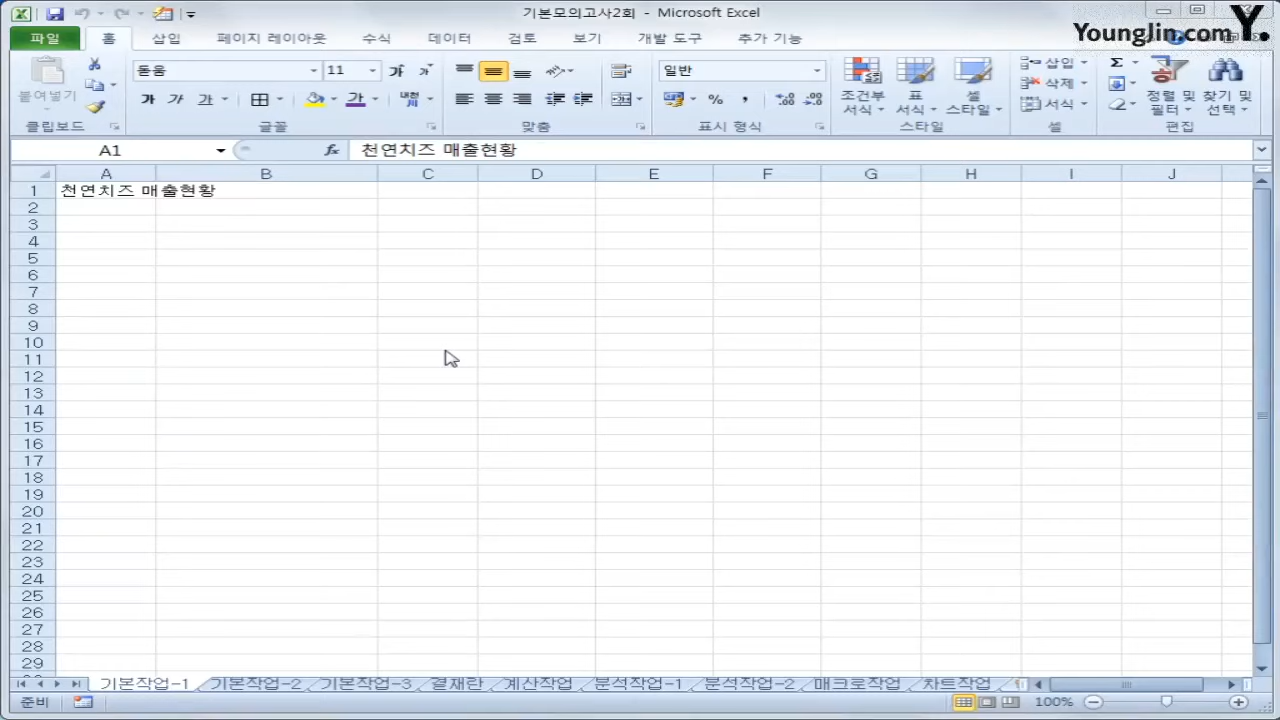 기본모의고사2회 - Microsoft Excel
YoungJin.com Y.
파일 홈 삽입 페이지 레이아웃 수식 데이터 검토 보기 개발 도구 추가 기능
붙여넣기
클립보드
돋움 11 가 가
가 가 가 가
글꼴
맞춤
일반
%
표시 형식
조건부 서식
표 서식
셀 스타일
스타일
삽입
삭제
서식
셀
Σ
정렬 및 필터
찾기 및 선택
편집
A1 fx 천연치즈 매출현황
A B C D E F G H I J
1 천연치즈 매출현황
2
3
4
5
6
7
8
9
10
11
12
13
14
15
16
17
18
19
20
21
22
23
24
25
26
27
28
29
기본작업-1 기본작업-2 기본작업-3 결재란 계산작업 분석작업-1 분석작업-2 매크로작업 차트작업
준비 100%